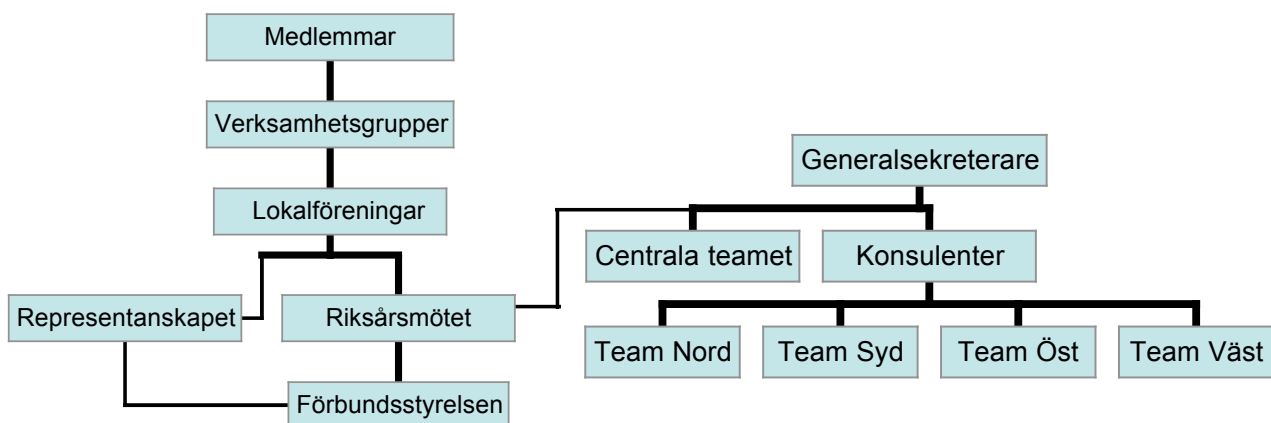 Medlemmar
Verksamhetsgrupper
Lokalföreningar
Representanskapet
Riksårsmötet
Förbundsstyrelsen
Generalsekreterare
Centrala teamet
Konsulenter
Team Nord
Team Syd
Team Öst
Team Väst